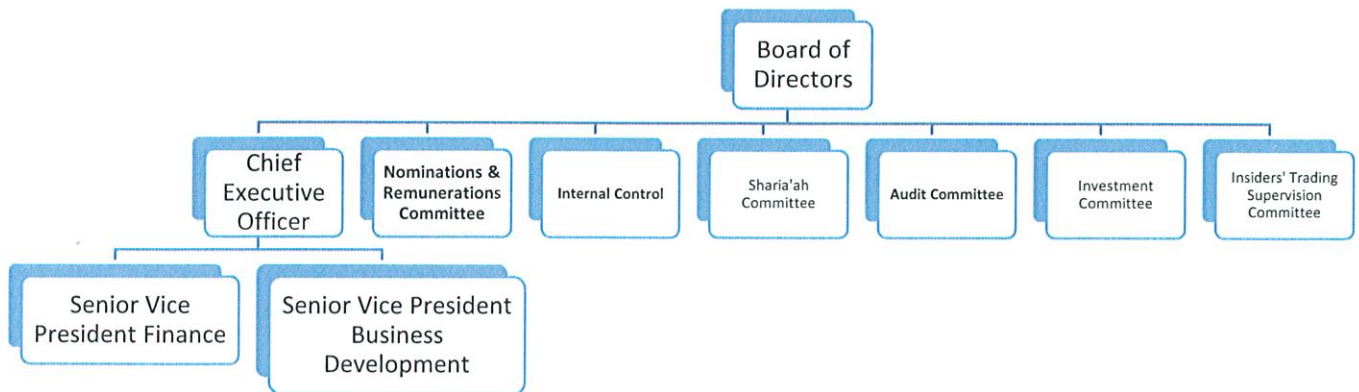 Board of
Directors
Chief
Executive
Officer
Nominations &
Remunerations
Committee
Internal Control
Sharia'ah
Committee
Audit Committee
Investment
Committee
Insiders' Trading
Supervision
Committee
Senior Vice
President Finance
Senior Vice President
Business
Development